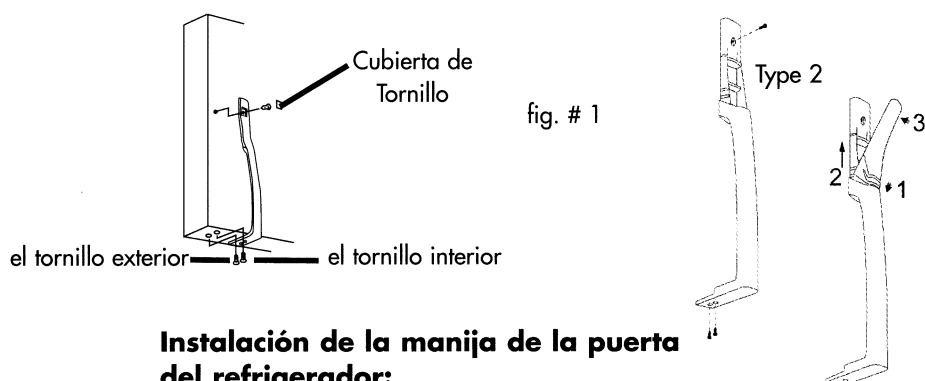 Cubierta de
Tornillo
fig. # 1
Type 2
3
2
1
el tornillo exterior
el tornillo interior
Instalación de la manija de la puerta
del refrigerador: